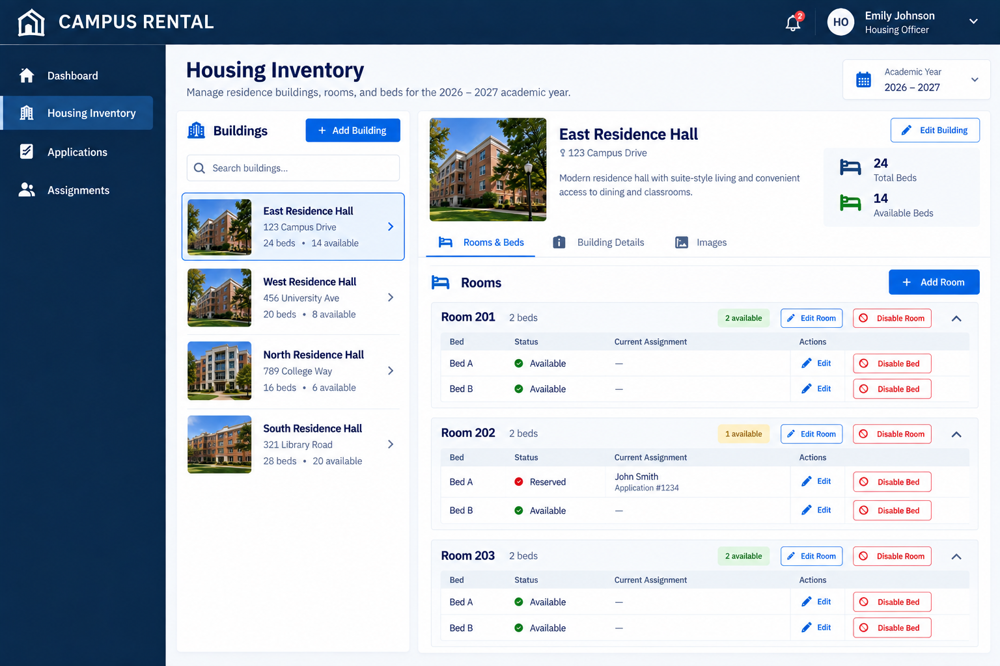 CAMPUS RENTAL
2
HO
Emily Johnson
Housing Officer
Dashboard
Housing Inventory
Applications
Assignments
Housing Inventory
Manage residence buildings, rooms, and beds for the 2026 – 2027 academic year.
Academic Year
2026 – 2027
Buildings
+ Add Building
Search buildings...
East Residence Hall
123 Campus Drive
24 beds • 14 available
West Residence Hall
456 University Ave
20 beds • 8 available
North Residence Hall
789 College Way
16 beds • 6 available
South Residence Hall
321 Library Road
28 beds • 20 available
East Residence Hall
123 Campus Drive
Modern residence hall with suite-style living and convenient
access to dining and classrooms.
Edit Building
24
Total Beds
14
Available Beds
Rooms & Beds Building Details Images
Rooms
+ Add Room
Room 201 2 beds 2 available Edit Room Disable Room
Bed Status Current Assignment Actions
Bed A Available — Edit Disable Bed
Bed B Available — Edit Disable Bed
Room 202 2 beds 1 available Edit Room Disable Room
Bed Status Current Assignment Actions
Bed A Reserved John Smith Edit Disable Bed
Application #1234
Bed B Available — Edit Disable Bed
Room 203 2 beds 2 available Edit Room Disable Room
Bed Status Current Assignment Actions
Bed A Available — Edit Disable Bed
Bed B Available — Edit Disable Bed